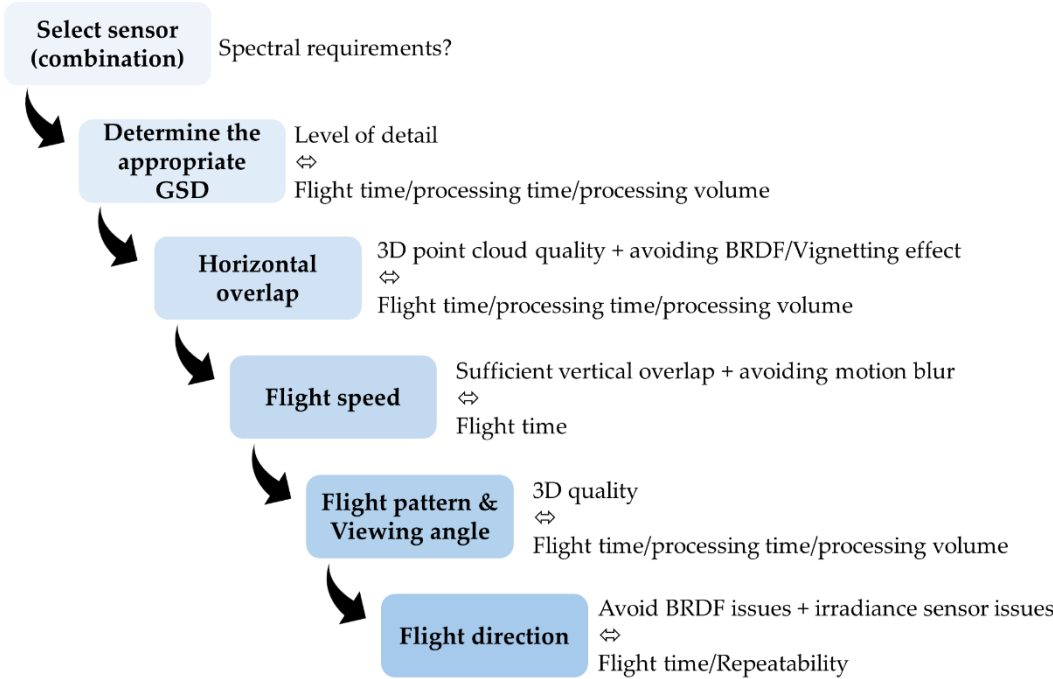 Select sensor
(combination)
Spectral requirements?
Determine the
appropriate
GSD
Level of detail
⇔
Flight time/processing time/processing volume
Horizontal
overlap
3D point cloud quality + avoiding BRDF/Vignetting effect
⇔
Flight time/processing time/processing volume
Flight speed
Sufficient vertical overlap + avoiding motion blur
⇔
Flight time
Flight pattern &
Viewing angle
3D quality
⇔
Flight time/processing time/processing volume
Flight direction
Avoid BRDF issues + irradiance sensor issues
⇔
Flight time/Repeatability